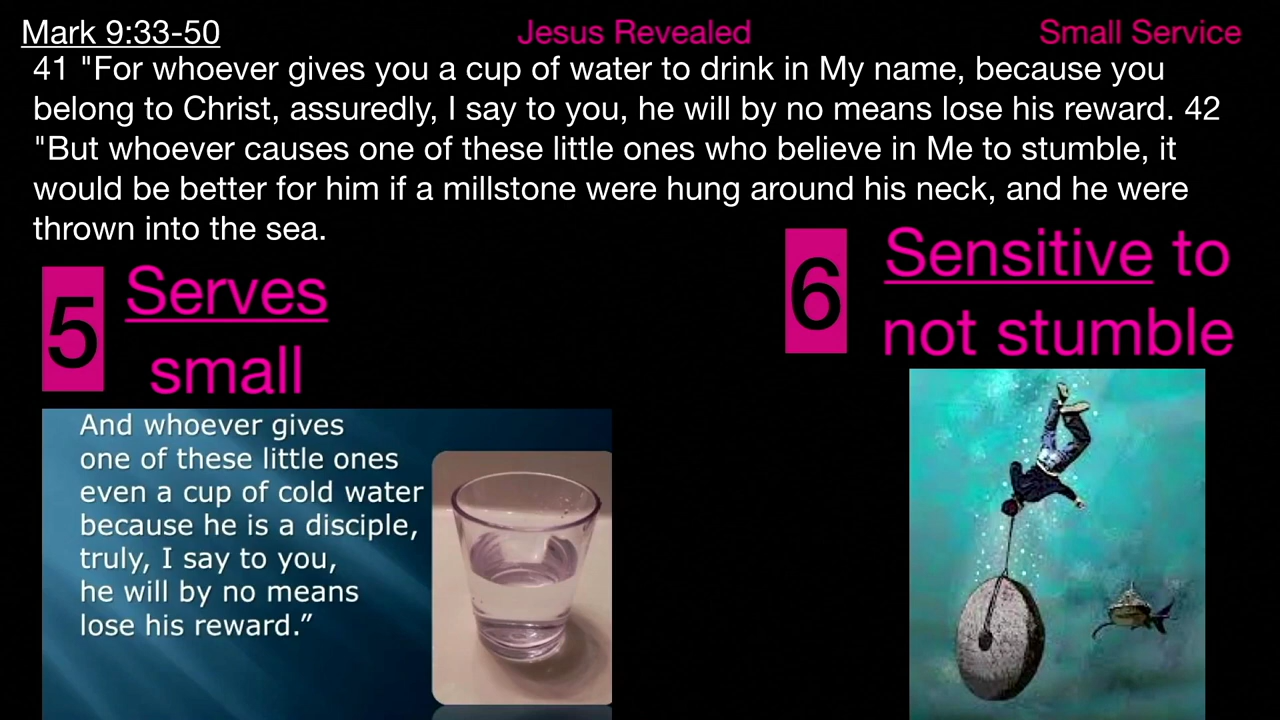 Mark 9:33-50
Jesus Revealed
Small Service
41 "For whoever gives you a cup of water to drink in My name, because you
belong to Christ, assuredly, I say to you, he will by no means lose his reward. 42
"But whoever causes one of these little ones who believe in Me to stumble, it
would be better for him if a millstone were hung around his neck, and he were
thrown into the sea.
5
Serves
small
6
Sensitive to
not stumble
And whoever gives
one of these little ones
even a cup of cold water
because he is a disciple,
truly, I say to you,
he will by no means
lose his reward.”